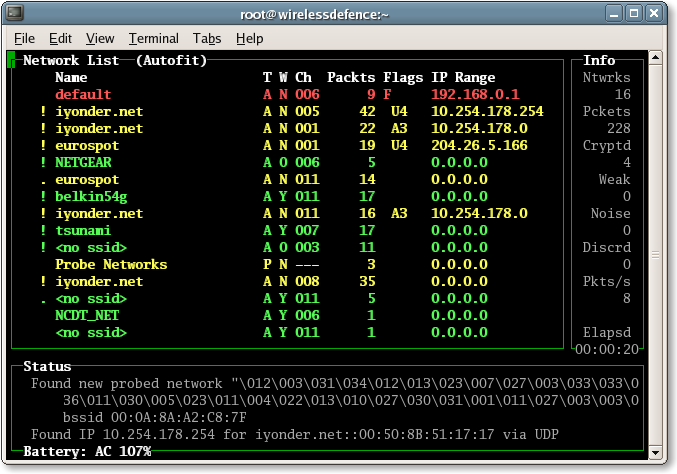 root@wirelessdefence:~
File Edit View Terminal Tabs Help
Network List (Autofit) Info
Name T W Ch Packts Flags IP Range Ntwrks
default A N 006 9 F 192.168.0.1 16
! iyonder.net A N 005 42 U4 10.254.178.254 Pckets
! iyonder.net A N 001 22 A3 10.254.178.0 228
! eurospot A N 001 19 U4 204.26.5.166 Cryptd
! NETGEAR A O 006 5 0.0.0.0 4
. eurospot A N 011 14 0.0.0.0 Weak
! belkin54g A Y 011 17 0.0.0.0 0
! iyonder.net A N 011 16 A3 10.254.178.0 Noise
! tsunami A Y 007 17 0.0.0.0 0
! <no ssid> A O 003 11 0.0.0.0 Discrd
Probe Networks P N --- 3 0.0.0.0 0
! iyonder.net A N 008 35 0.0.0.0 Pkts/s
. <no ssid> A Y 011 5 0.0.0.0 8
NCDT_NET A Y 006 1 0.0.0.0
<no ssid> A Y 011 1 0.0.0.0 Elapsd
00:00:20
Status
Found new probed network "\012\003\031\034\012\013\023\007\027\003\033\033\0
36\011\030\005\023\011\004\022\013\010\027\030\031\001\011\027\003\003\0
bssid 00:0A:8A:A2:C8:7F
Found IP 10.254.178.254 for iyonder.net::00:50:8B:51:17:17 via UDP
Battery: AC 107%